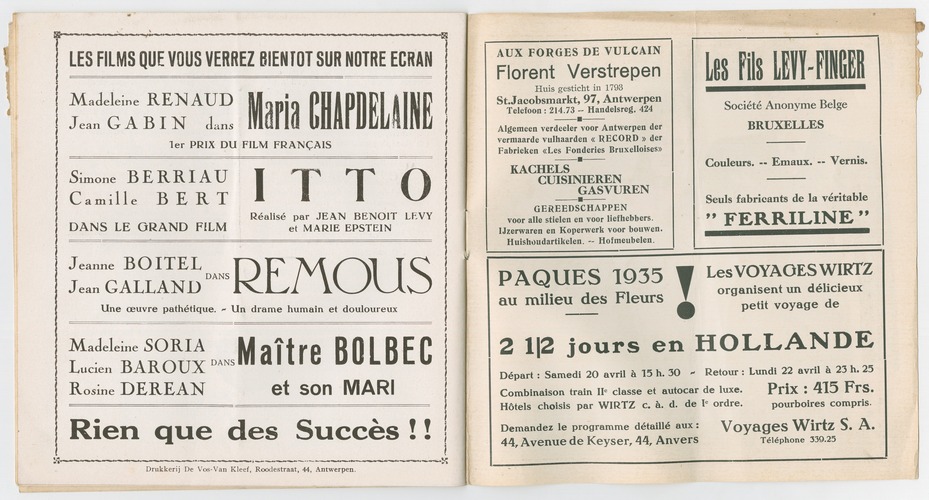 LES FILMS QUE VOUS VERREZ BIENTOT SUR NOTRE ECRAN
Madeleine RENAUD
Jean GABIN dans
Maria CHAPDELAINE
1er PRIX DU FILM FRANÇAIS
Simone BERRIAU
Camille BERT
DANS LE GRAND FILM
ITTO
Réalisé par JEAN BENOIT LEVY
et MARIE EPSTEIN
Jeanne BOITEL
Jean GALLAND
DANS
REMOUS
Une œuvre pathétique. - Un drame humain et douloureux
Madeleine SORIA
Lucien BAROUX
Rosine DEREAN
DANS
Maître BOLBEC
et son MARI
Rien que des Succès !!
Drukkerij De Vos-Van Kleef, Roodestraat, 44, Antwerpen.
AUX FORGES DE VULCAIN
Florent Verstrepen
Huis gesticht in 1793
St.Jacobsmarkt, 97, Antwerpen
Telefoon : 214.73 -- Handelsreg. 424
Algemeen verdeeler voor Antwerpen der
vermaarde vulhaarden « RECORD » der
Fabrieken «Les Fonderies Bruxelloises»
KACHELS
CUISINIEREN
GASVUREN
GEREEDSCHAPPEN
voor alle stielen en voor liefhebbers.
IJzerwaren en Koperwerk voor bouwen.
Huishoudartikelen. -- Hofmeubelen.
Les Fils LEVY-FINGER
Société Anonyme Belge
BRUXELLES
Couleurs. -- Emaux. -- Vernis.
Seuls fabricants de la véritable
" FERRILINE "
PAQUES 1935
au milieu des Fleurs
!
Les VOYAGES WIRTZ
organisent un délicieux
petit voyage de
2 1|2 jours en HOLLANDE
Départ : Samedi 20 avril à 15 h. 30 - Retour : Lundi 22 avril à 23 h. 25
Combinaison train IIe classe et autocar de luxe.
Hôtels choisis par WIRTZ c. à. d. de Ie ordre.
Prix : 415 Frs.
pourboires compris.
Demandez le programme détaillé aux :
44, Avenue de Keyser, 44, Anvers
Voyages Wirtz S. A.
Téléphone 339.25